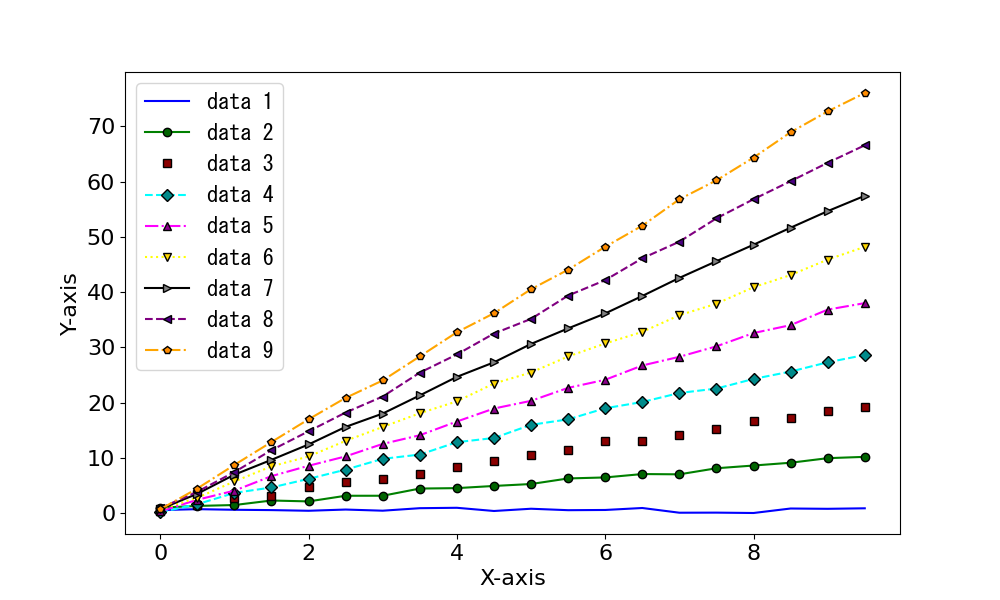 data 1
data 2
data 3
data 4
data 5
data 6
data 7
data 8
data 9
70
60
50
40
30
20
10
0
Y-axis
0 2 4 6 8
X-axis